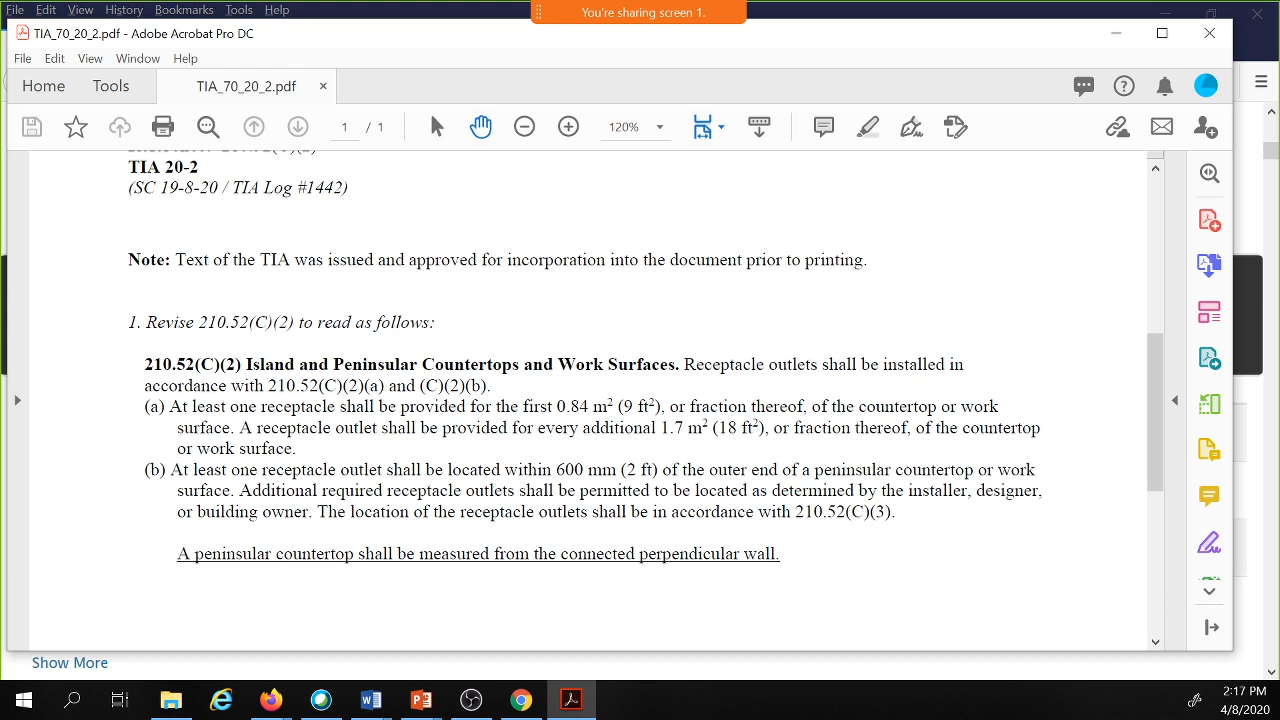 File Edit View History Bookmarks Tools Help
You're sharing screen 1.
TIA_70_20_2.pdf - Adobe Acrobat Pro DC
File Edit View Window Help
Home Tools TIA_70_20_2.pdf ×
1 / 1 120%
TIA 20-2
(SC 19-8-20 / TIA Log #1442)
Note: Text of the TIA was issued and approved for incorporation into the document prior to printing.
1. Revise 210.52(C)(2) to read as follows:
210.52(C)(2) Island and Peninsular Countertops and Work Surfaces. Receptacle outlets shall be installed in
accordance with 210.52(C)(2)(a) and (C)(2)(b).
(a) At least one receptacle shall be provided for the first 0.84 m² (9 ft²), or fraction thereof, of the countertop or work
surface. A receptacle outlet shall be provided for every additional 1.7 m² (18 ft²), or fraction thereof, of the countertop
or work surface.
(b) At least one receptacle outlet shall be located within 600 mm (2 ft) of the outer end of a peninsular countertop or work
surface. Additional required receptacle outlets shall be permitted to be located as determined by the installer, designer,
or building owner. The location of the receptacle outlets shall be in accordance with 210.52(C)(3).
A peninsular countertop shall be measured from the connected perpendicular wall.
Show More
2:17 PM
4/8/2020